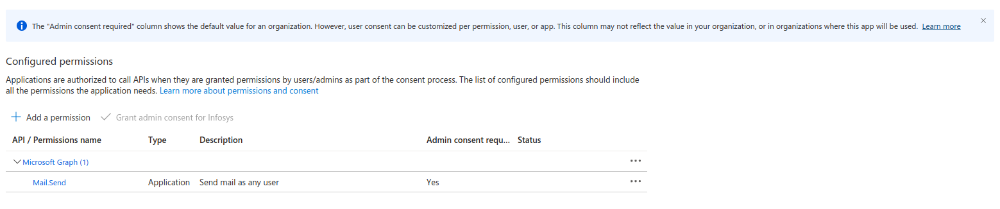 The "Admin consent required" column shows the default value for an organization. However, user consent can be customized per permission, user, or app. This column may not reflect the value in your organization, or in organizations where this app will be used. Learn more
Configured permissions
Applications are authorized to call APIs when they are granted permissions by users/admins as part of the consent process. The list of configured permissions should include
all the permissions the application needs. Learn more about permissions and consent
Add a permission Grant admin consent for Infosys
API / Permissions name Type Description Admin consent requ... Status
Microsoft Graph (1)
Mail.Send Application Send mail as any user Yes